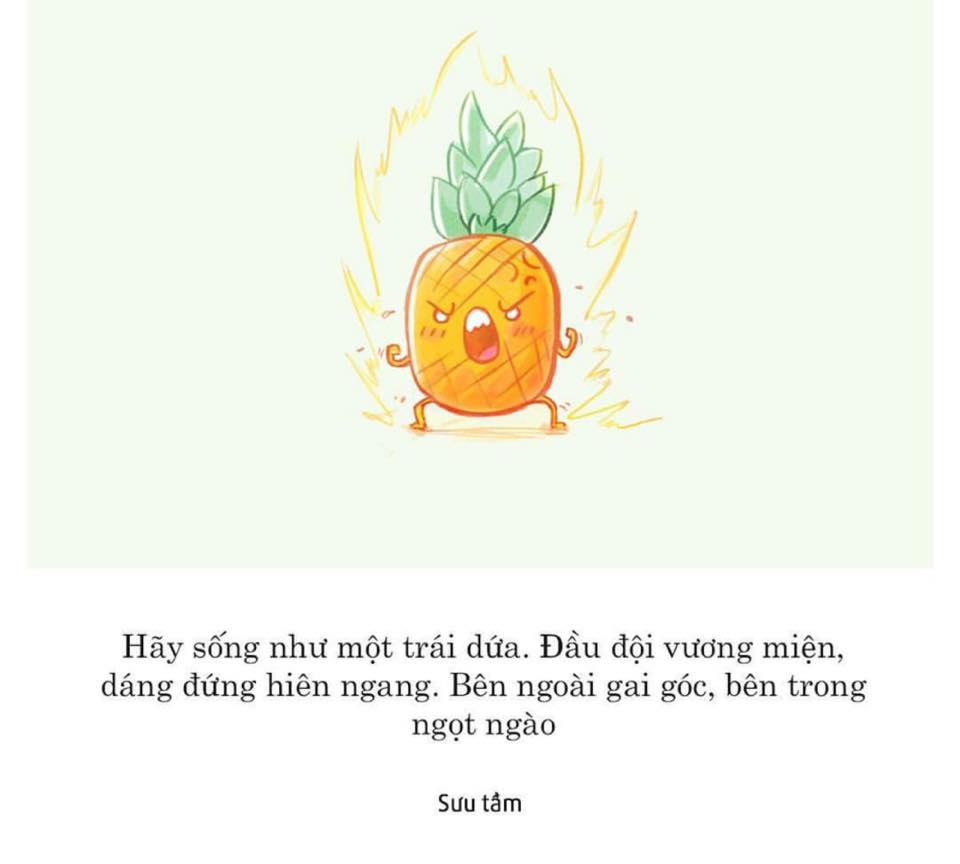 Hãy sống như một trái dứa. Đầu đội vương miện,
dáng đứng hiên ngang. Bên ngoài gai góc, bên trong
ngọt ngào
Sưu tầm